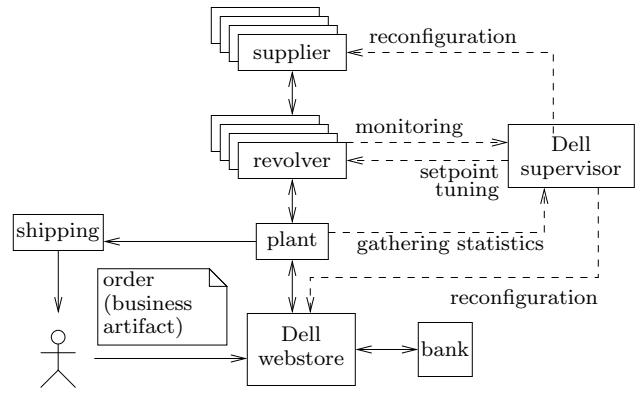 reconfiguration
supplier
monitoring
Dell
supervisor
revolver
setpoint
tuning
shipping
plant
gathering statistics
order
(business
artifact)
reconfiguration
Dell
webstore
bank